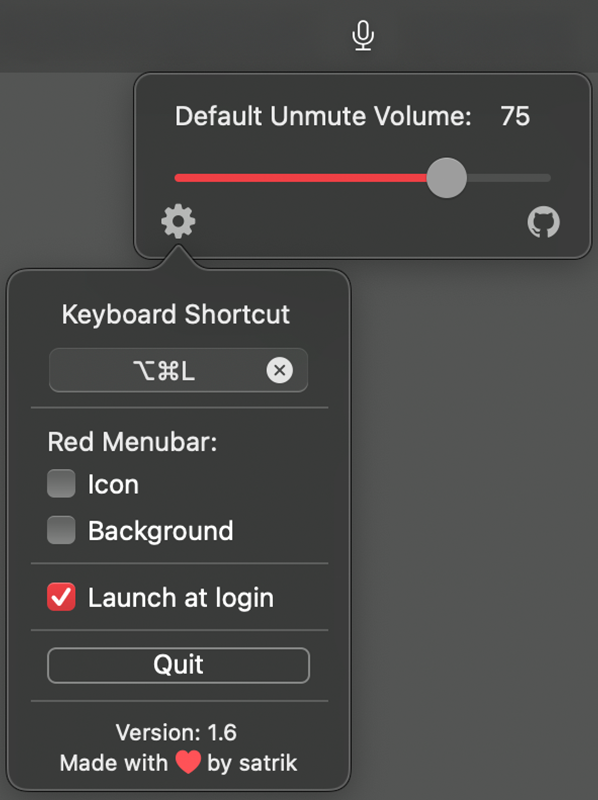 Default Unmute Volume: 75
Keyboard Shortcut
⌥⌘L
Red Menubar:
Icon
Background
Launch at login
Quit
Version: 1.6
Made with ❤️ by satrik